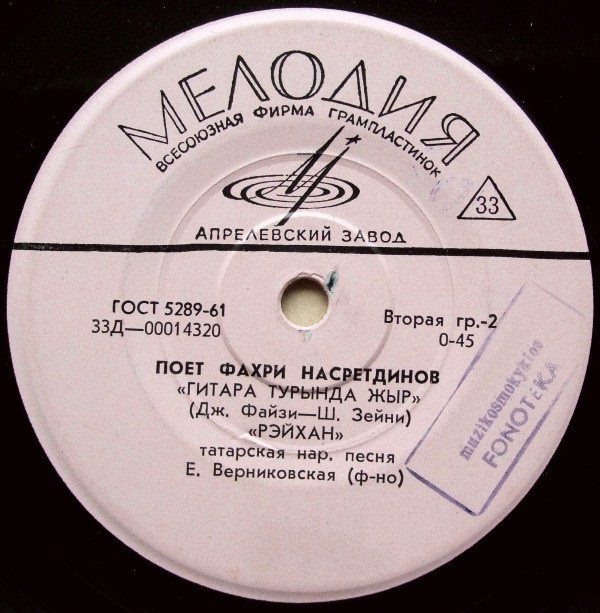 МЕЛОДИЯ
ВСЕСОЮЗНАЯ ФИРМА ГРАМПЛАСТИНОК
33
АПРЕЛЕВСКИЙ ЗАВОД
ГОСТ 5289-61
33Д—00014320
Вторая гр.-2
0-45
ПОЕТ ФАХРИ НАСРЕТДИНОВ
«ГИТАРА ТУРЫНДА ЖЫР»
(Дж. Файзи—Ш. Зейни)
«РЭЙХАН»
татарская нар. песня
Е. Верниковская (ф-но)
FONOTEKA